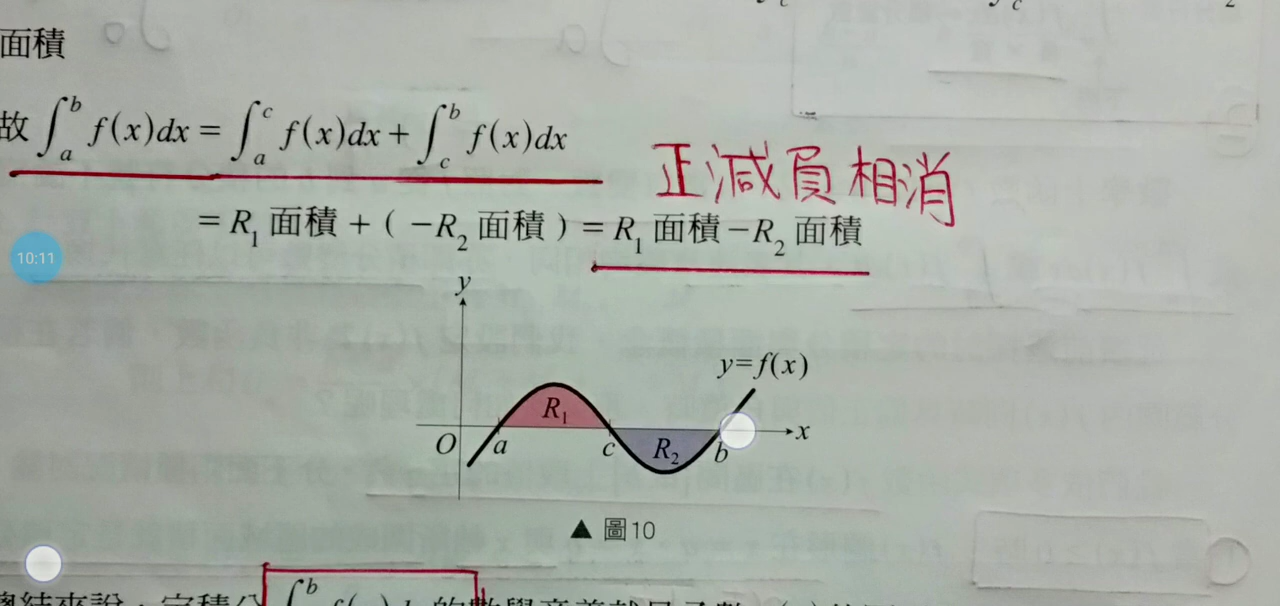 面積
故 ∫_a^b f(x)dx = ∫_a^c f(x)dx + ∫_c^b f(x)dx
正減負相消
= R₁ 面積 + ( −R₂ 面積 ) = R₁ 面積 − R₂ 面積
10:11
y
y=f(x)
R₁
O a c R₂ b x
▲ 圖10
∫ b